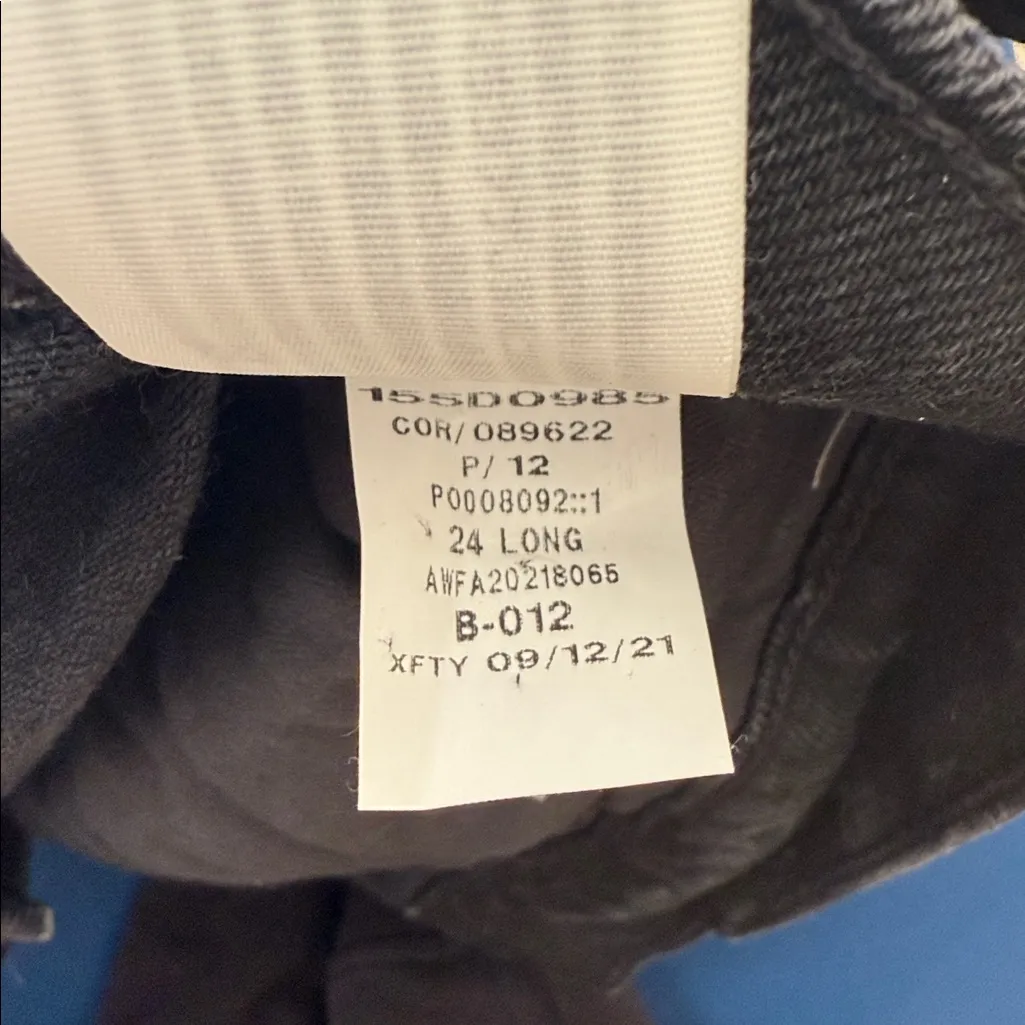 155D0985
COR/089622
P/ 12
P0008092::1
24 LONG
AWFA20218065
B-012
XFTY 09/12/21